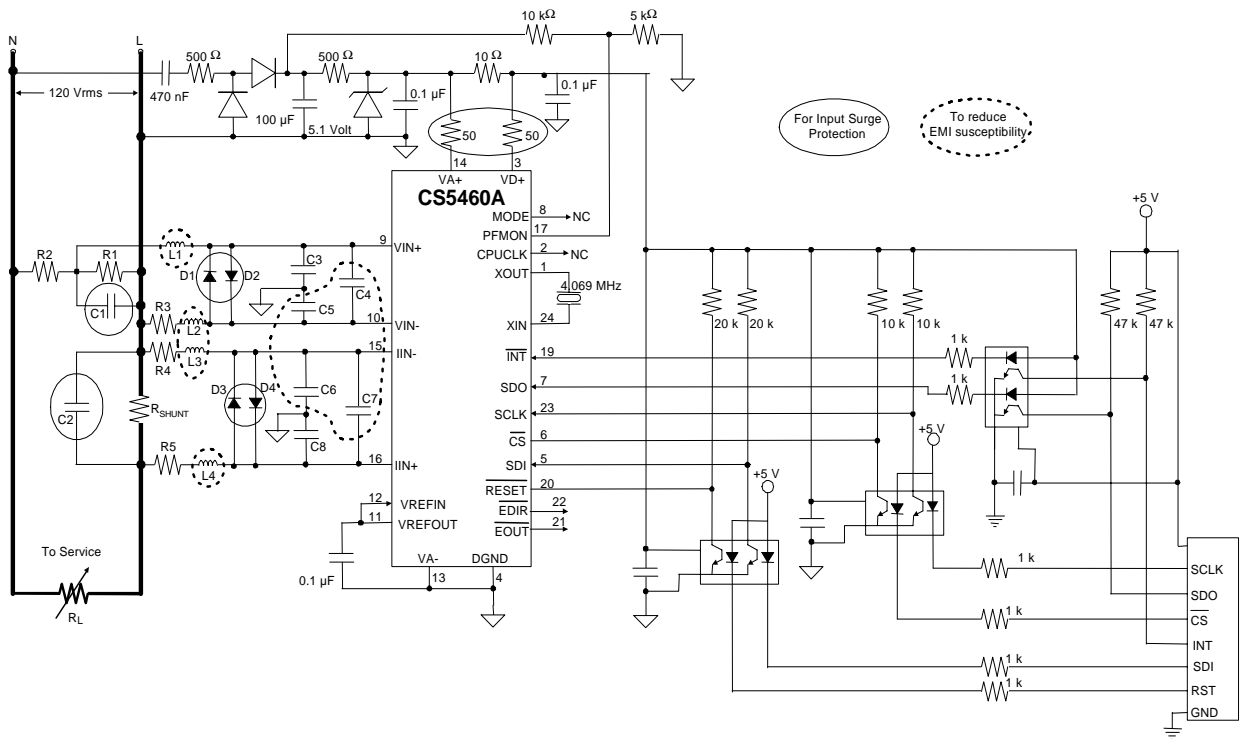 N
L
10 kΩ
5 kΩ
500 Ω
500 Ω
10 Ω
120 Vrms
470 nF
0.1 µF
0.1 µF
100 µF
5.1 Volt
50
50
For Input Surge
Protection
To reduce
EMI susceptibility
14
3
VA+
VD+
CS5460A
+5 V
MODE
8
NC
PFMON
17
9
VIN+
CPUCLK
2
NC
R2
R1
L1
D1
D2
C3
C4
XOUT
1
4.069 MHz
C1
C5
R3
L2
10
VIN-
XIN
24
20 k
20 k
10 k
10 k
47 k
47 k
15
IIN-
R4
L3
INT
19
1 k
D3
D4
C6
C7
SDO
7
1 k
C2
RSHUNT
SCLK
23
C8
CS
6
+5 V
R5
L4
16
IIN+
SDI
5
+5 V
RESET
20
12
VREFIN
EDIR
22
11
VREFOUT
EOUT
21
To Service
VA-
DGND
0.1 µF
13
4
1 k
SCLK
SDO
RL
1 k
CS
INT
1 k
SDI
1 k
RST
GND